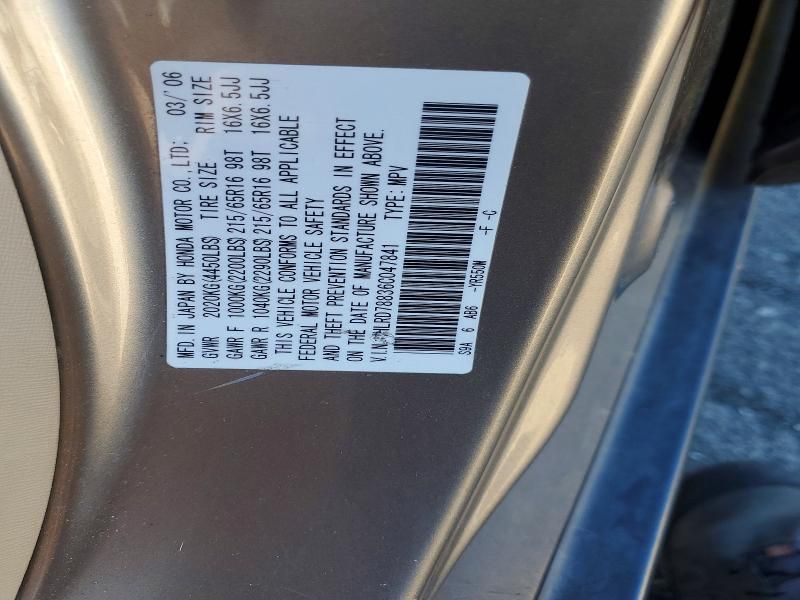 MFD. IN JAPAN BY HONDA MOTOR CO., LTD; 03/'06
GVWR 2020KG(4450LBS) TIRE SIZE RIM SIZE
GAWR F 1000KG(2200LBS) 215/65R16 98T 16X6.5JJ
GAWR R 1040KG(2290LBS) 215/65R16 98T 16X6.5JJ
THIS VEHICLE CONFORMS TO ALL APPLICABLE
FEDERAL MOTOR VEHICLE SAFETY
AND THEFT PREVENTION STANDARDS IN EFFECT
ON THE DATE OF MANUFACTURE SHOWN ABOVE.
V.I.N: TYPE: MPV
S9A 6 AB6 -YR550M -F -C